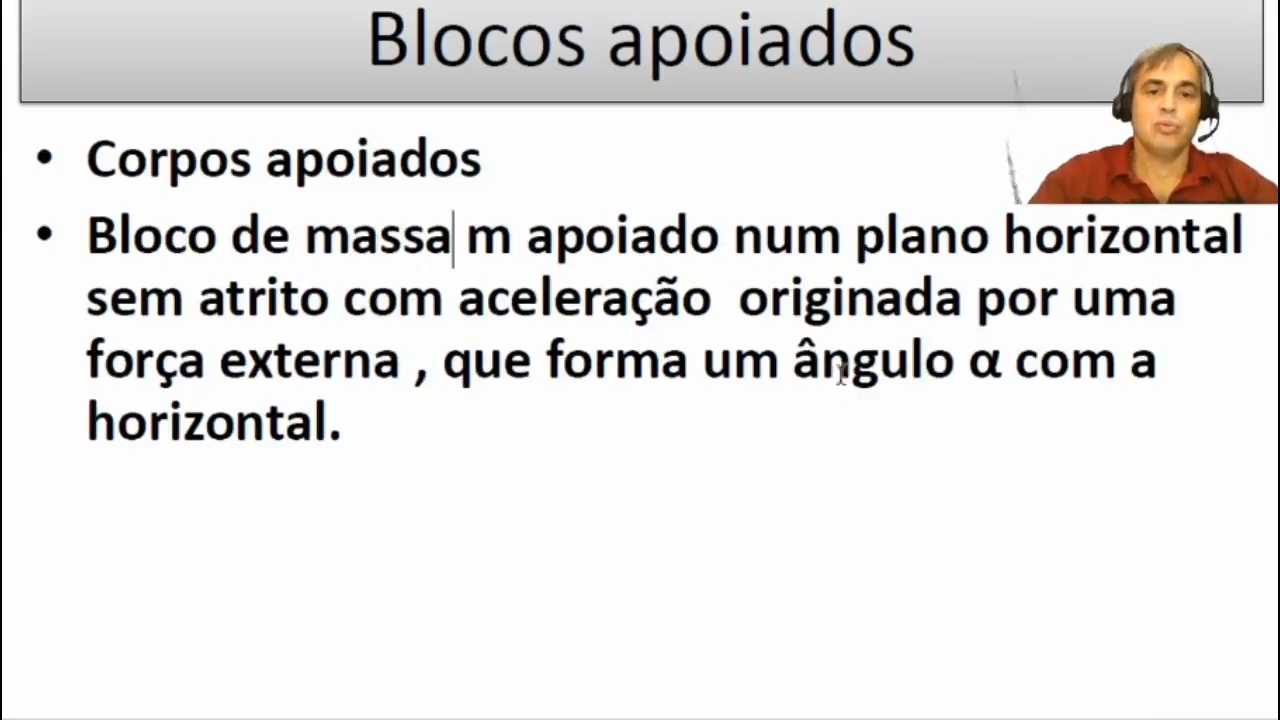 Blocos apoiados
• Corpos apoiados
• Bloco de massa m apoiado num plano horizontal
sem atrito com aceleração originada por uma
força externa , que forma um ângulo α com a
horizontal.